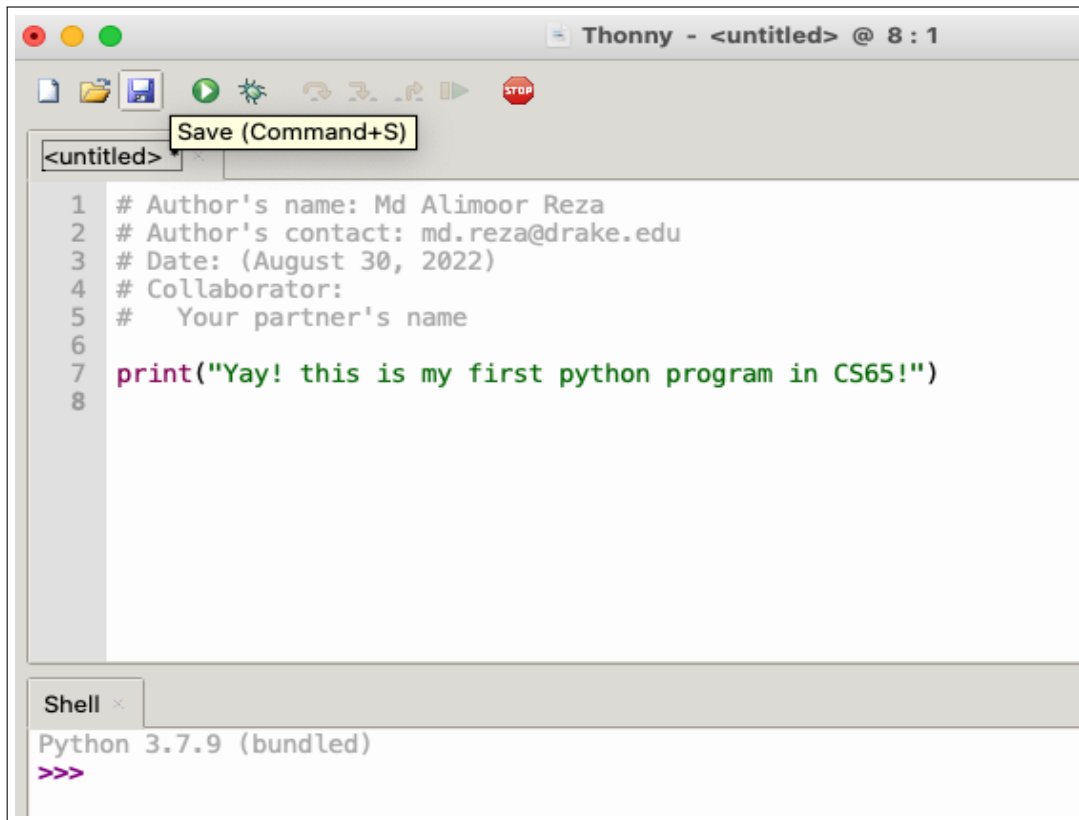 Thonny - <untitled> @ 8 : 1
STOP
Save (Command+S)
<untitled> *
1 # Author's name: Md Alimoor Reza
2 # Author's contact: md.reza@drake.edu
3 # Date: (August 30, 2022)
4 # Collaborator:
5 #   Your partner's name
6
7 print("Yay! this is my first python program in CS65!")
8
Shell
Python 3.7.9 (bundled)
>>>